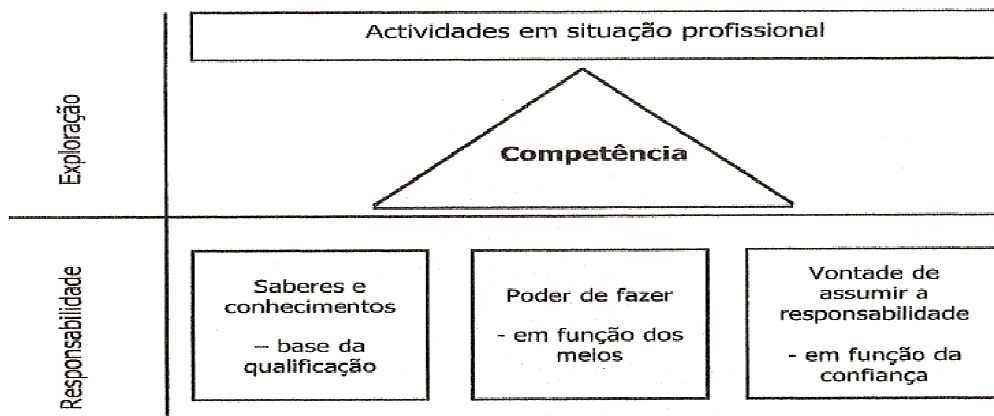 Actividades em situação profissional
Exploração
Competência
Responsabilidade
Saberes e
conhecimentos
– base da
qualificação
Poder de fazer
- em função dos
meios
Vontade de
assumir a
responsabilidade
- em função da
confiança